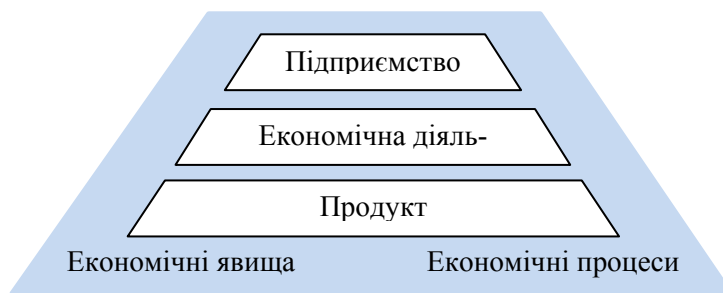 Підприємство
Економічна діяль-
Продукт
Економічні явища Економічні процеси